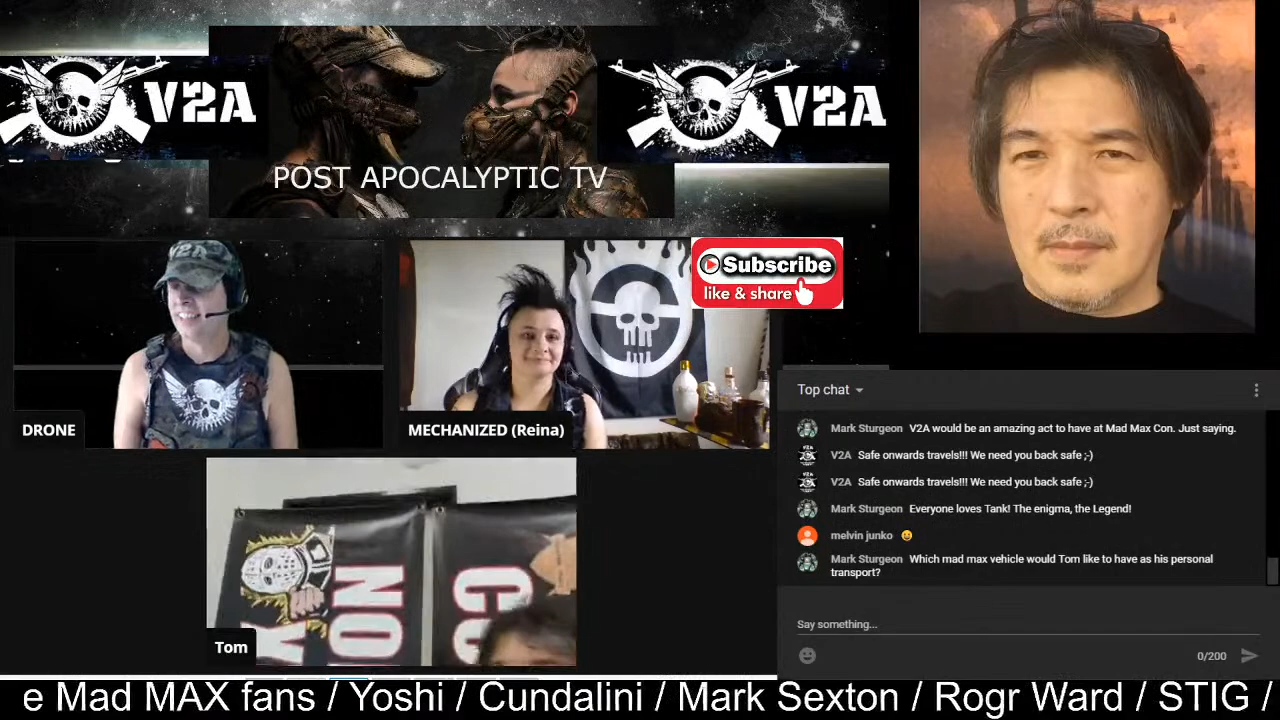 V2A
V2A
POST APOCALYPTIC TV
Subscribe
like & share
V2A
DRONE
MECHANIZED (Reina)
NO
CO
Tom
Top chat
Mark Sturgeon V2A would be an amazing act to have at Mad Max Con. Just saying.
V2A Safe onwards travels!!! We need you back safe ;-)
V2A Safe onwards travels!!! We need you back safe ;-)
Mark Sturgeon Everyone loves Tank! The enigma, the Legend!
melvin junko
Mark Sturgeon Which mad max vehicle would Tom like to have as his personal
transport?
Say something...
0/200
e Mad MAX fans / Yoshi / Cundalini / Mark Sexton / Rogr Ward / STIG /